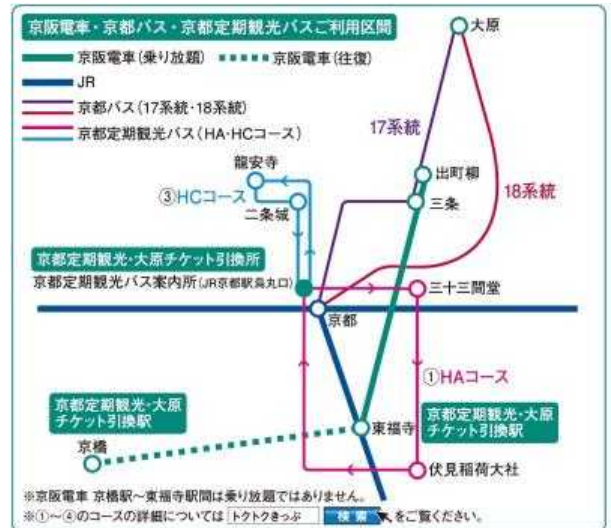 京阪電車・京都バス・京都定期観光バスご利用区間
京阪電車(乗り放題) 京阪電車(往復)
JR
京都バス(17系統・18系統)
京都定期観光バス(HA・HCコース)
大原
17系統
18系統
出町柳
三条
龍安寺
③HCコース
二条城
京都定期観光・大原チケット引換所
京都定期観光バス案内所(JR京都駅烏丸口)
三十三間堂
京都
①HAコース
京都定期観光・大原
チケット引換駅
京橋
東福寺
京都定期観光・大原
チケット引換駅
伏見稲荷大社
※京阪電車 京橋駅～東福寺駅間は乗り放題ではありません。
※①～④のコースの詳細については トクトクきっぷ 検索 をご覧ください。